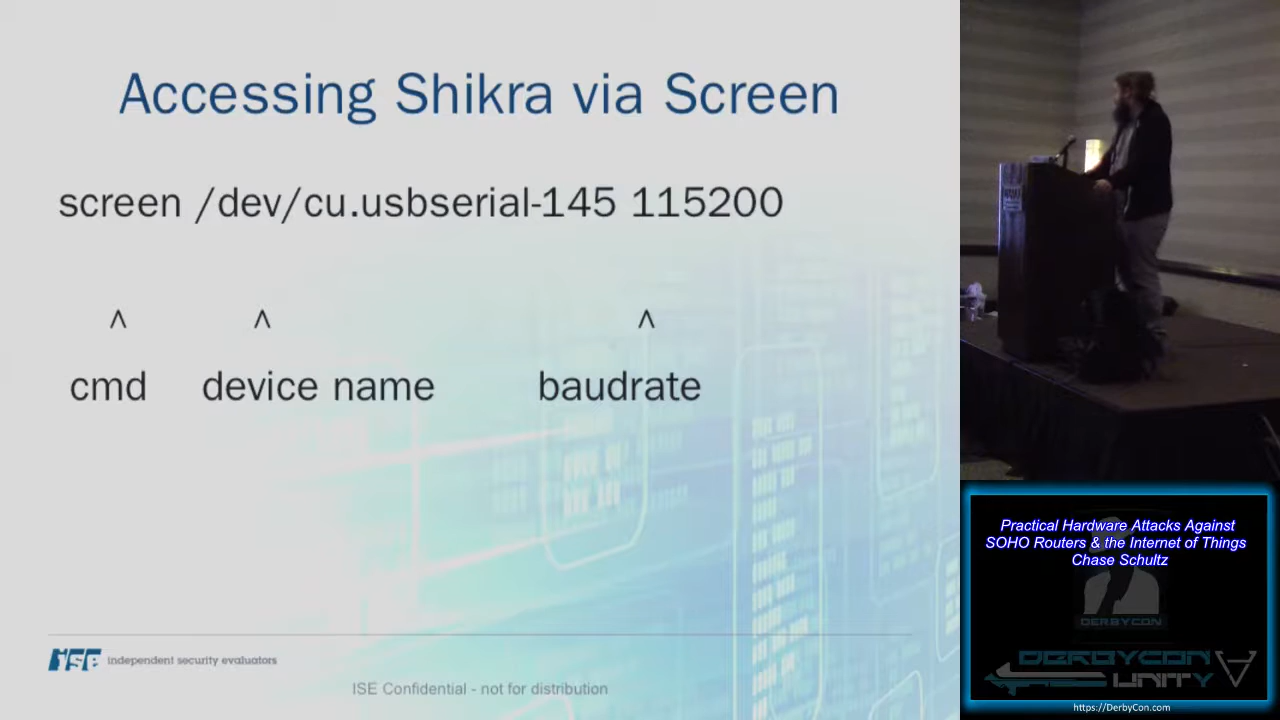 Accessing Shikra via Screen
screen /dev/cu.usbserial-145 115200
^ ^ ^
cmd device name baudrate
ise independent security evaluators
ISE Confidential - not for distribution
Practical Hardware Attacks Against
SOHO Routers & the Internet of Things
Chase Schultz
DERBYCON
DERBYCON
UNITY
https://DerbyCon.com